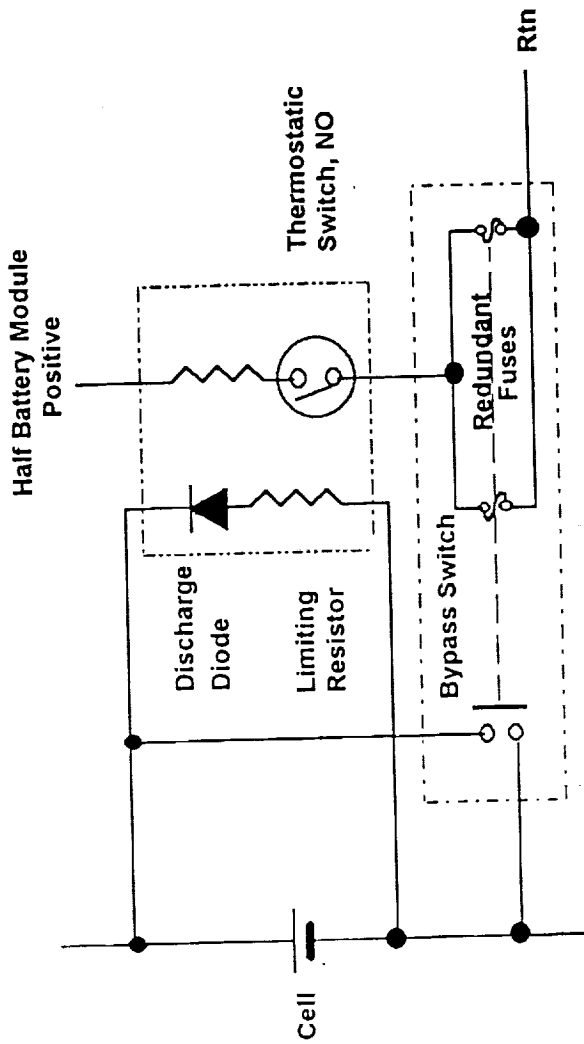 Half Battery Module
Positive
Thermostatic
Switch, NO
Discharge
Diode
Limiting
Resistor
Cell
Bypass Switch
Redundant
Fuses
Rtn